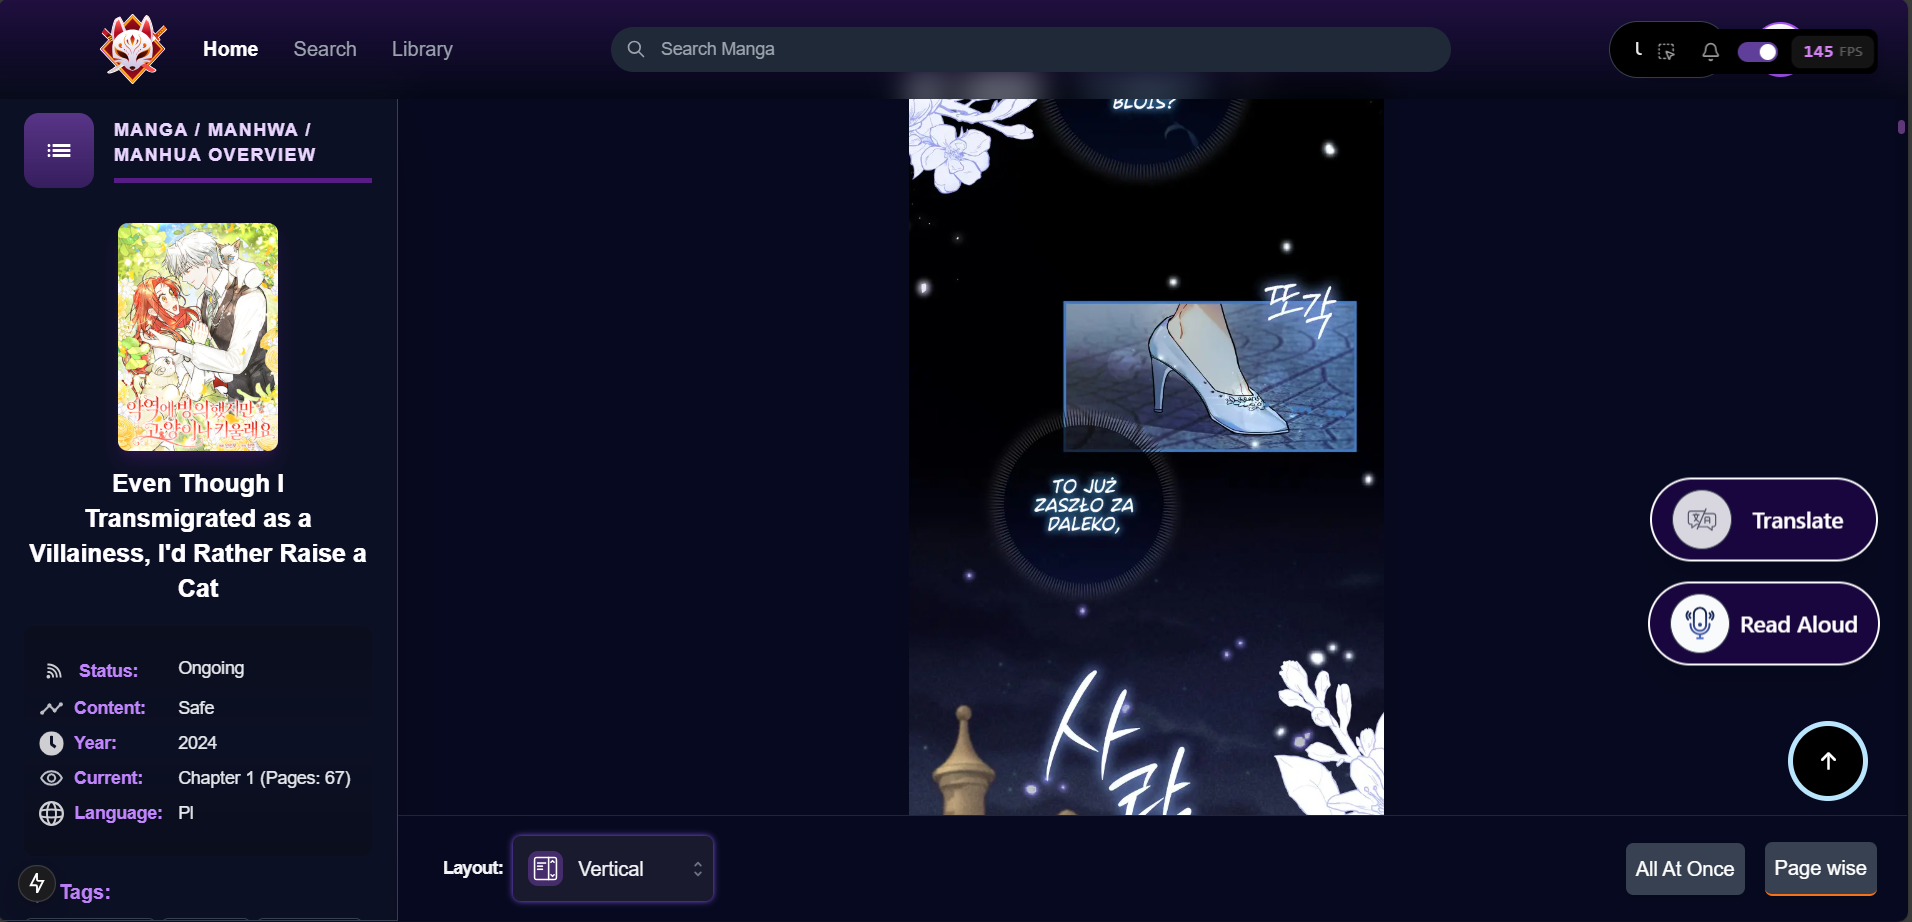 Home
Search
Library
Search Manga
145 FPS
MANGA / MANHWA /
MANHUA OVERVIEW
악역에 빙의했지만
고양이나 키울래요
Even Though I
Transmigrated as a
Villainess, I'd Rather Raise a
Cat
Status: Ongoing
Content: Safe
Year: 2024
Current: Chapter 1 (Pages: 67)
Language: Pl
Tags:
BLOIS?
또각
TO JUŻ
ZASZŁO ZA
DALEKO,
사
락
Translate
Read Aloud
Layout:
Vertical
All At Once
Page wise